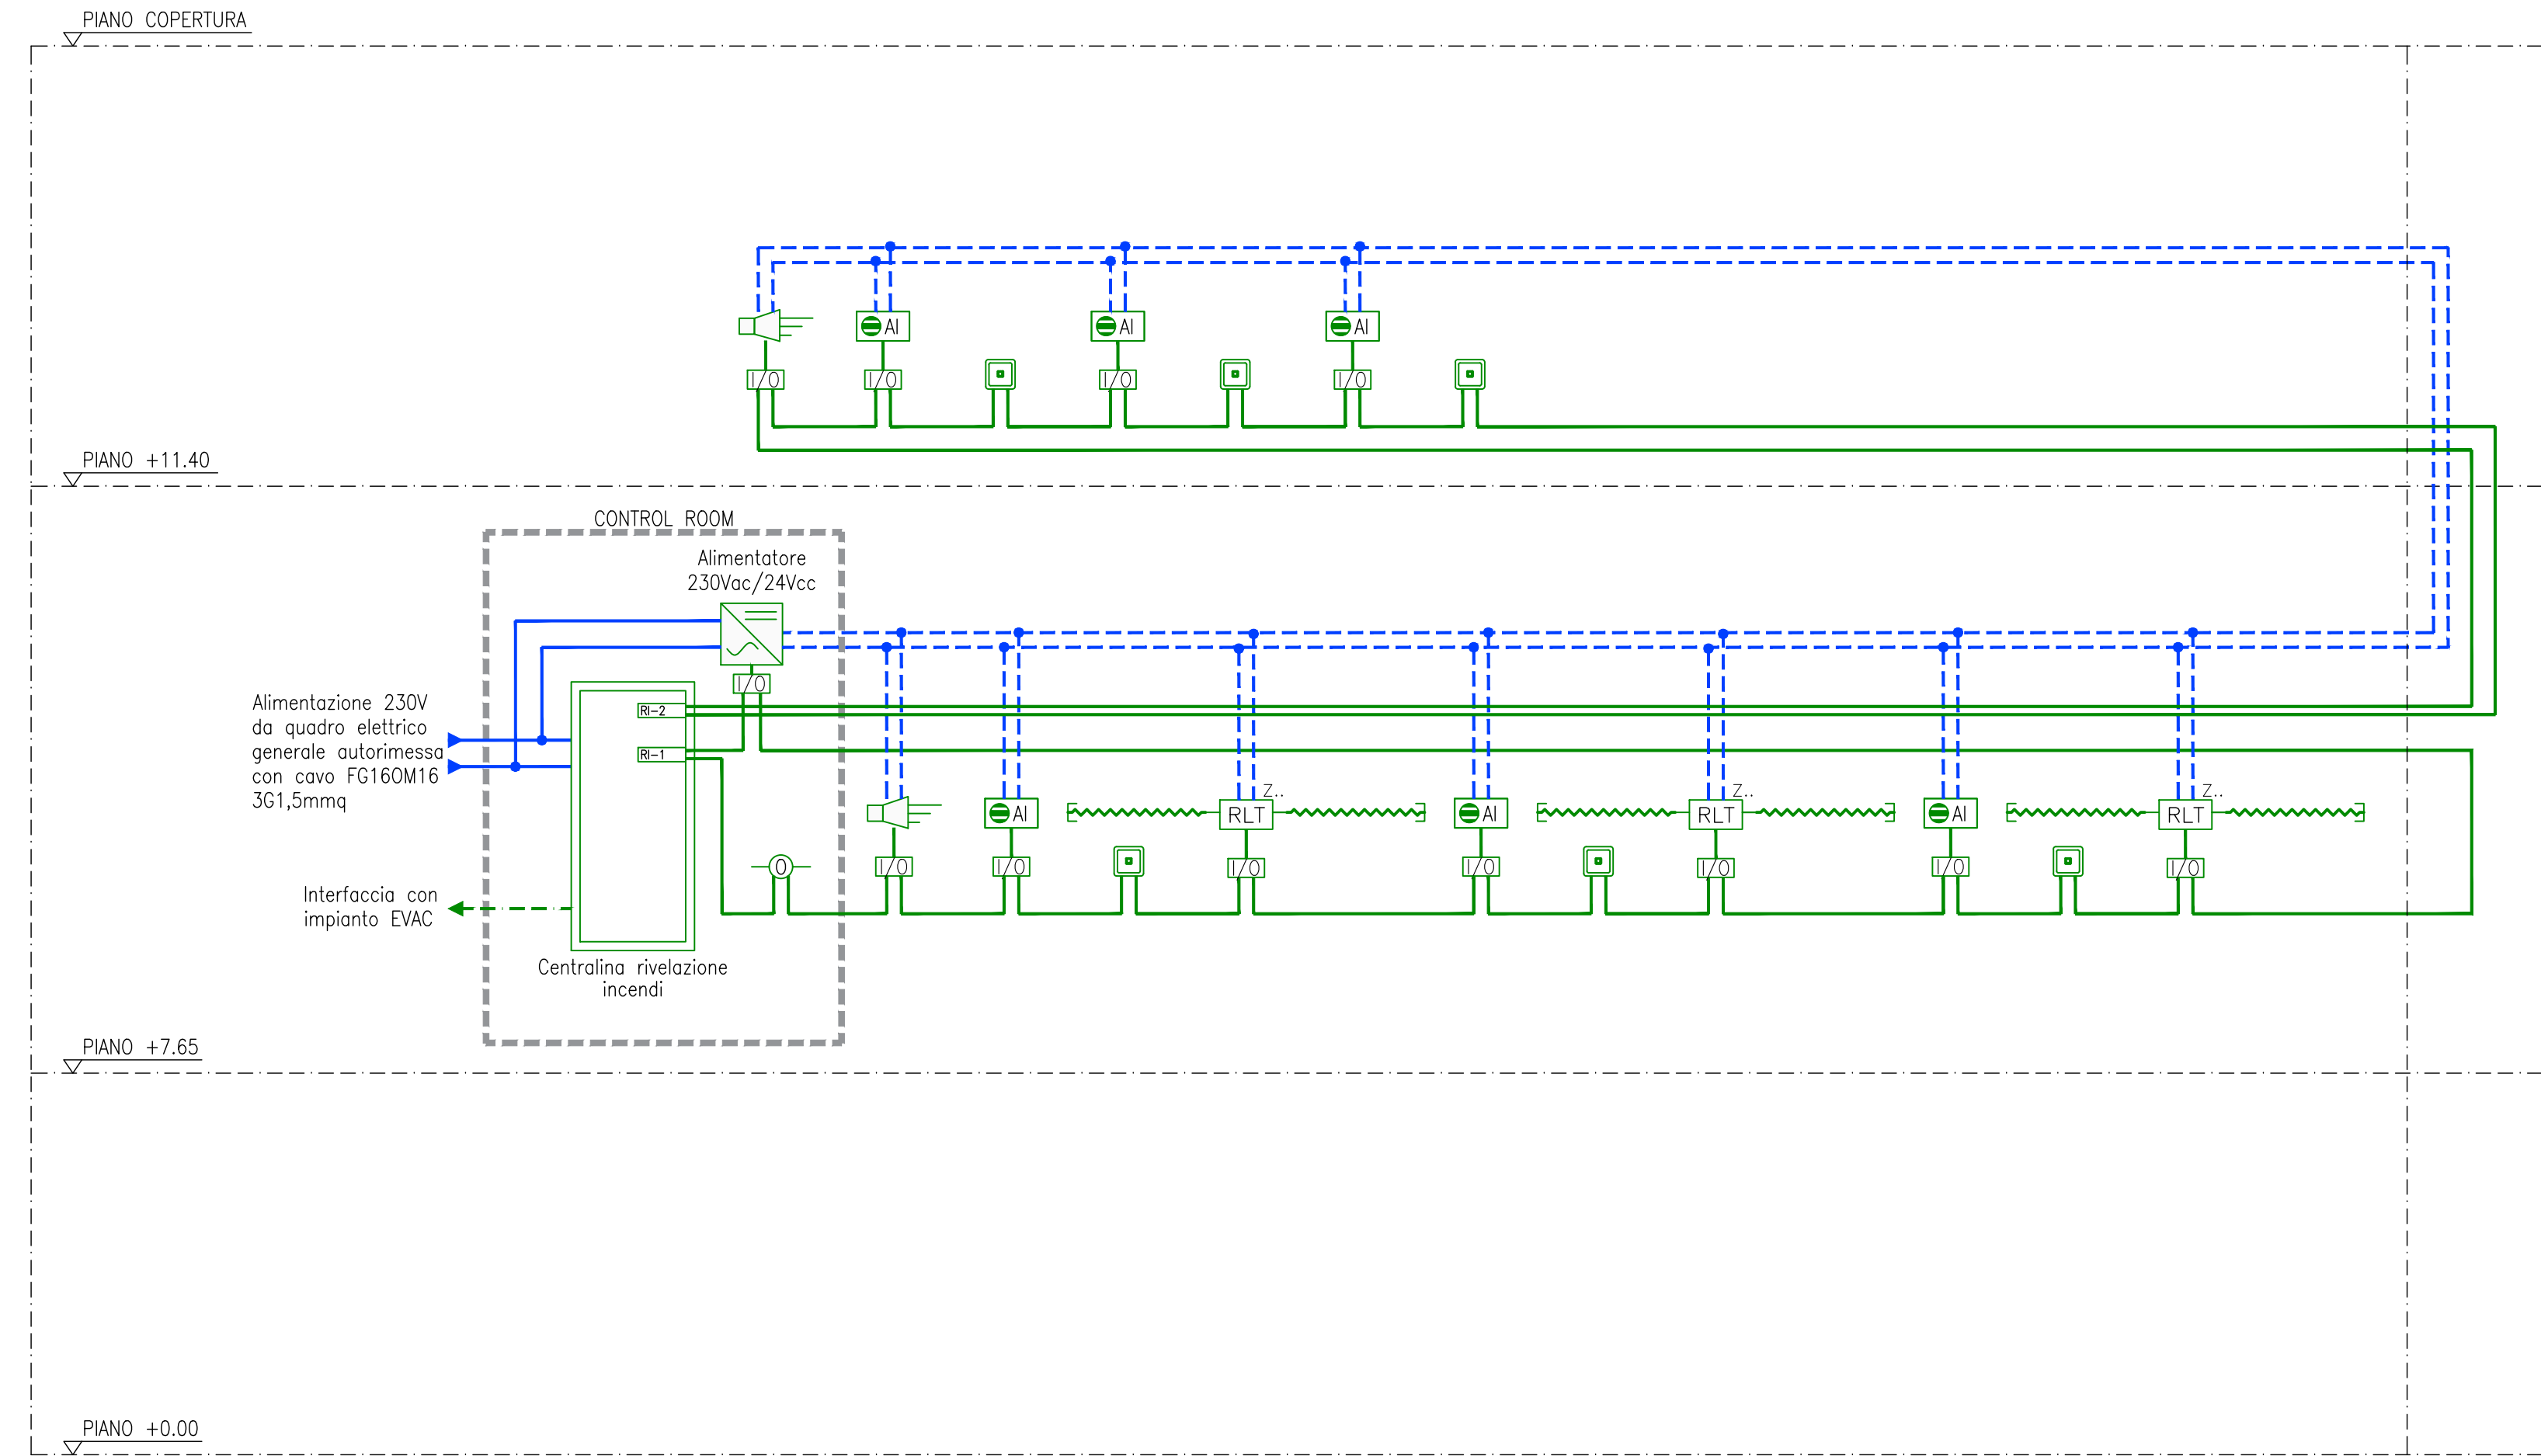 PIANO COPERTURA
AI AI AI
I/O I/O I/O I/O
PIANO +11.40
CONTROL ROOM
Alimentatore
230Vac/24Vcc
I/O
Alimentazione 230V
da quadro elettrico
generale autorimessa
con cavo FG16OM16
3G1,5mmq
RI-2
RI-1
Z.. Z.. Z..
AI RLT AI RLT AI RLT
O I/O I/O I/O I/O I/O I/O I/O
Interfaccia con
impianto EVAC
Centralina rivelazione
incendi
PIANO +7.65
PIANO +0.00